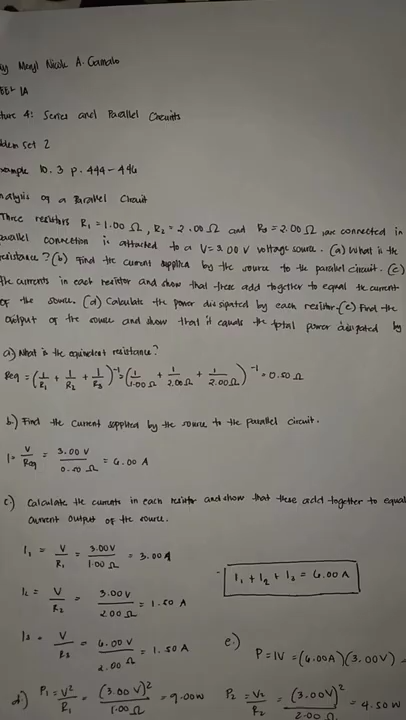 Nicole A.
1A
4: Series and Parallel Circuits
Set 2
10.3 p. 444-446
of a Parallel Circuit
Three resistors R₁ = 1.00 Ω, R₂ = 2.00 Ω and R₃ = 2.00 Ω, are connected in
connection is attached to a V = 3.00 V voltage source. (a) What is the
? (b) Find the current supplied by the source to the parallel circuit. (c)
the currents in each resistor and show that these add together to equal the current
of the source. (d) Calculate the power dissipated by each resistor. (e) Find the
output of the source and show that it equals the total power dissipated by
a) What is the equivalent resistance?
Req = (1/R₁ + 1/R₂ + 1/R₃)⁻¹ = (1/1.00 Ω + 1/2.00 Ω + 1/2.00 Ω)⁻¹ = 0.50 Ω
b.) Find the current supplied by the source to the parallel circuit.
I = V/Req = 3.00 V/0.50 Ω = 6.00 A
c) Calculate the currents in each resistor and show that these add together to equal
current output of the source.
I₁ = V/R₁ = 3.00 V/1.00 Ω = 3.00 A
I₁ + I₂ + I₃ = 6.00 A
I₂ = V/R₂ = 3.00 V/2.00 Ω = 1.50 A
I₃ = V/R₃ = 6.00 V/2.00 Ω = 1.50 A
e.)
P = IV = (6.00A)(3.00V) =
d.) P₁ = V²/R₁ = (3.00 V)²/1.00 Ω = 9.00W P₂ = V²/R₂ = (3.00V)²/2.00 Ω = 4.50 W